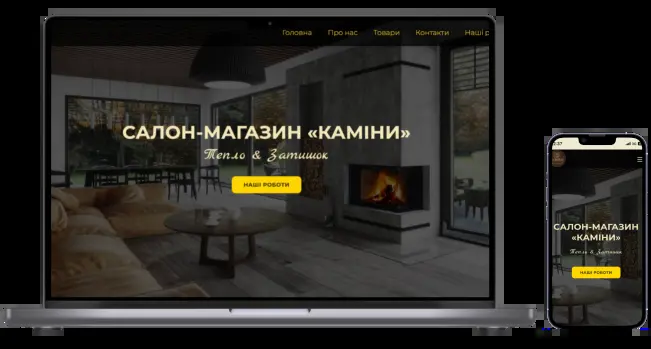 Головна Про нас Товари Контакти Наші р
САЛОН-МАГАЗИН «КАМІНИ»
Тепло & Затишок
НАШІ РОБОТИ
САЛОН-МАГАЗИН
«КАМІНИ»
Тепло & Затишок
НАШІ РОБОТИ